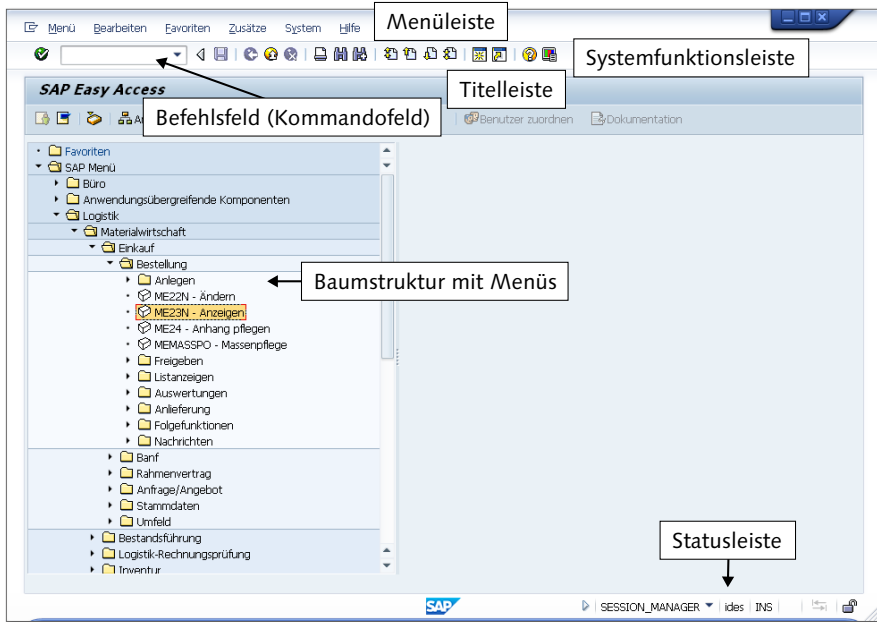 Menü Bearbeiten Favoriten Zusätze System Hilfe
Menüleiste
Systemfunktionsleiste
SAP Easy Access
Titelleiste
Befehlsfeld (Kommandofeld)
Benutzer zuordnen Dokumentation
Favoriten
SAP Menü
Büro
Anwendungsübergreifende Komponenten
Logistik
Materialwirtschaft
Einkauf
Bestellung
Anlegen
Baumstruktur mit Menüs
ME22N - Ändern
ME23N - Anzeigen
ME24 - Anhang pflegen
MEMASSPO - Massenpflege
Freigeben
Listanzeigen
Auswertungen
Anlieferung
Folgefunktionen
Nachrichten
Banf
Rahmenvertrag
Anfrage/Angebot
Stammdaten
Umfeld
Bestandsführung
Logistik-Rechnungsprüfung
Inventur
Statusleiste
SAP
SESSION_MANAGER ides INS